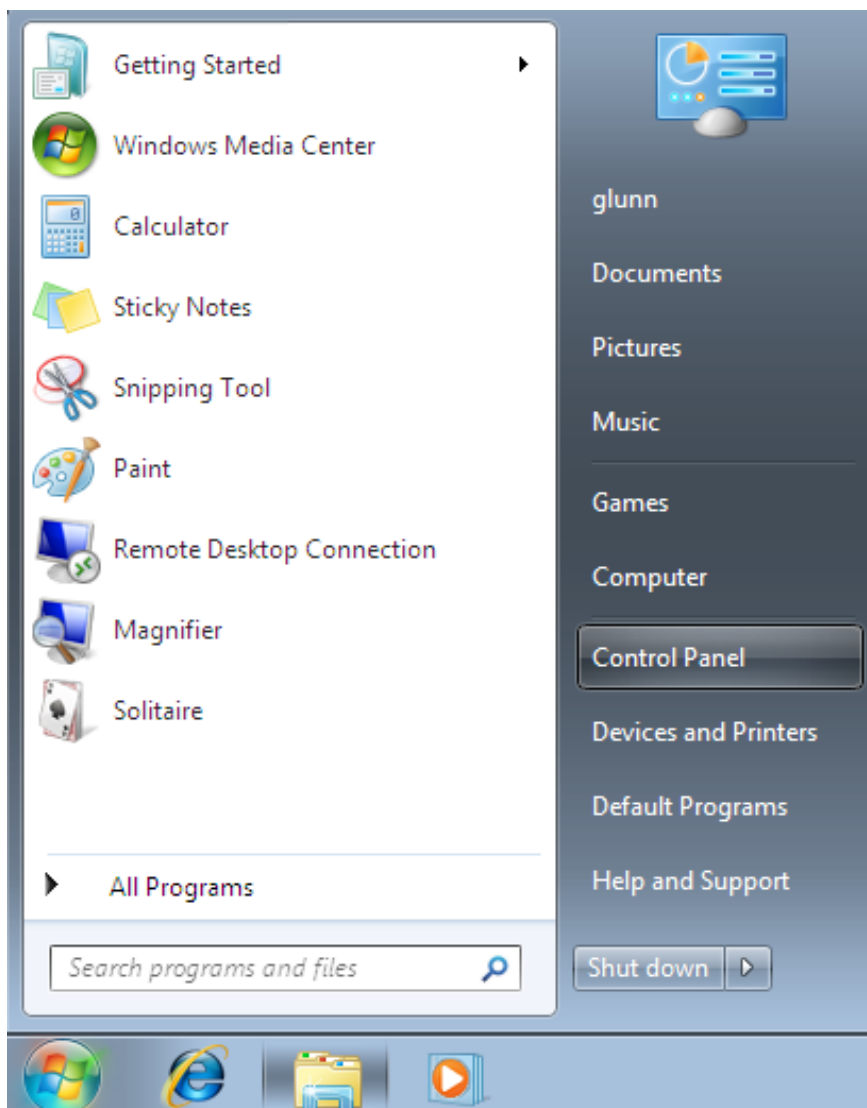 Getting Started
Windows Media Center
Calculator
Sticky Notes
Snipping Tool
Paint
Remote Desktop Connection
Magnifier
Solitaire
All Programs
Search programs and files
glunn
Documents
Pictures
Music
Games
Computer
Control Panel
Devices and Printers
Default Programs
Help and Support
Shut down